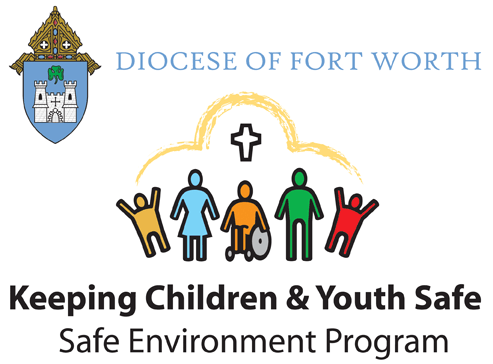 DIOCESE OF FORT WORTH
Keeping Children & Youth Safe
Safe Environment Program